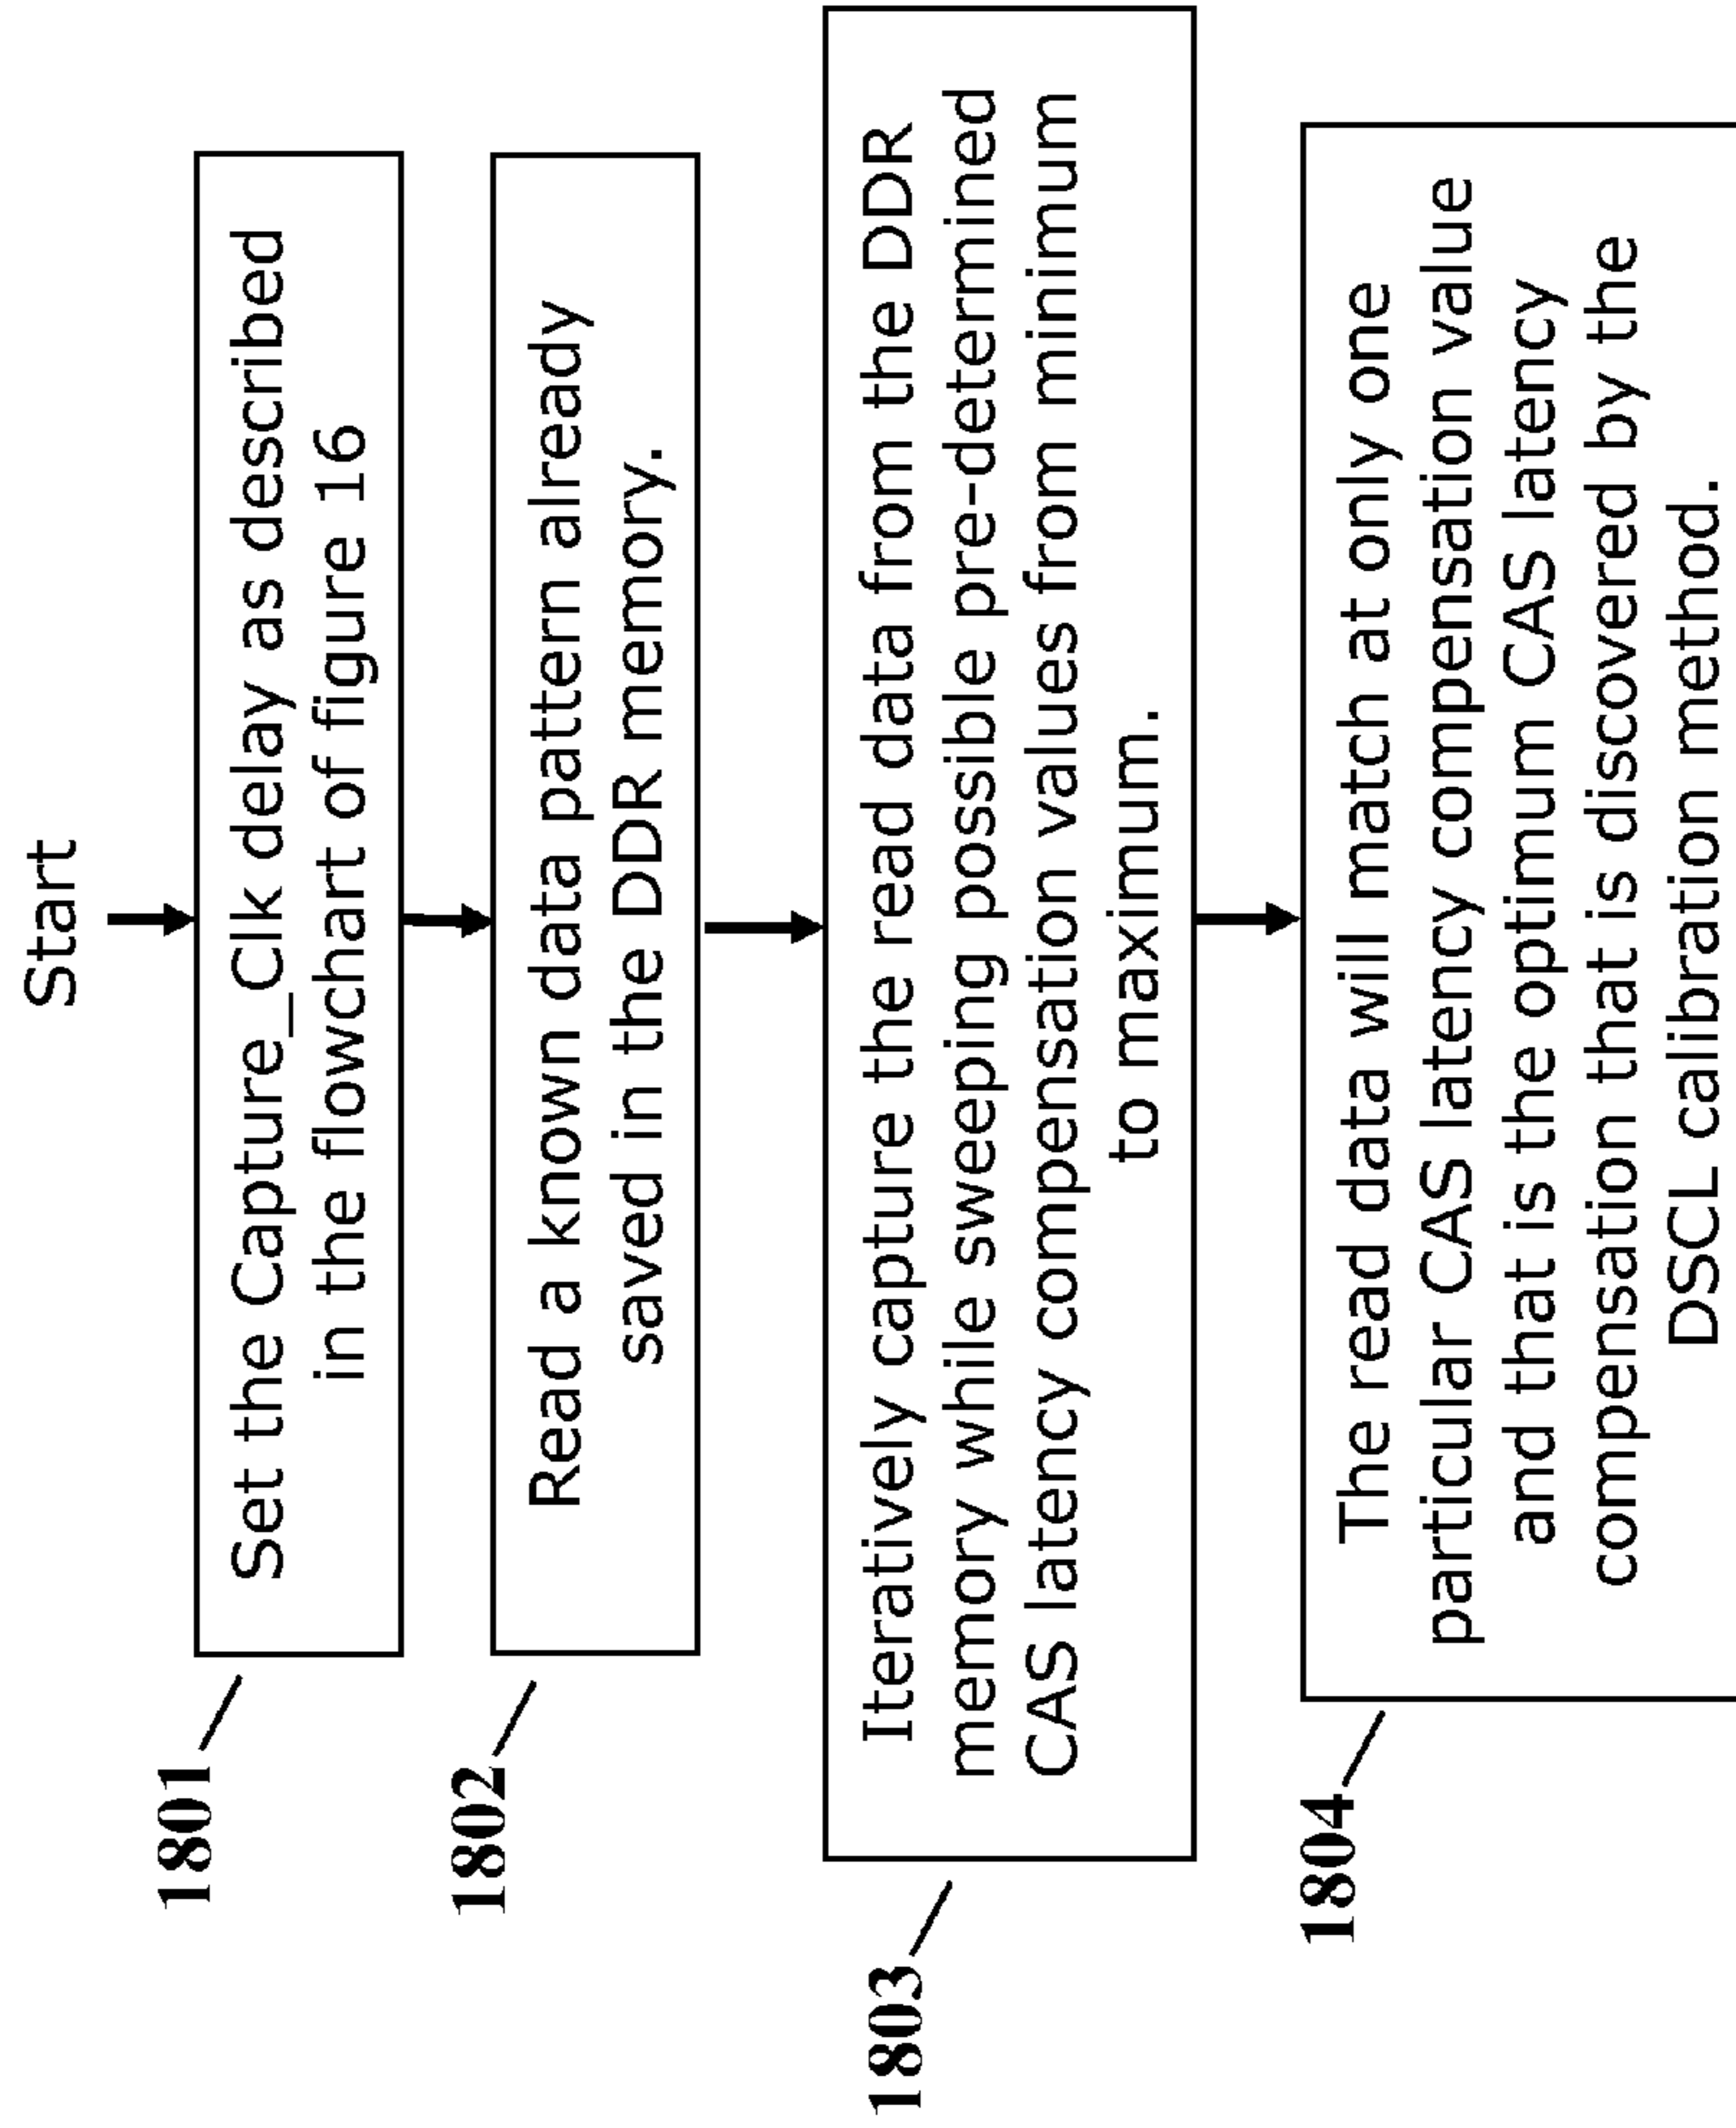 Start
1801
Set the Capture_Clk delay as described
in the flowchart of figure 16
1802
Read a known data pattern already
saved in the DDR memory.
1803
Iteratively capture the read data from the DDR
memory while sweeping possible pre-determined
CAS latency compensation values from minimum
to maximum.
1804
The read data will match at only one
particular CAS latency compensation value
and that is the optimum CAS latency
compensation that is discovered by the
DSCL calibration method.